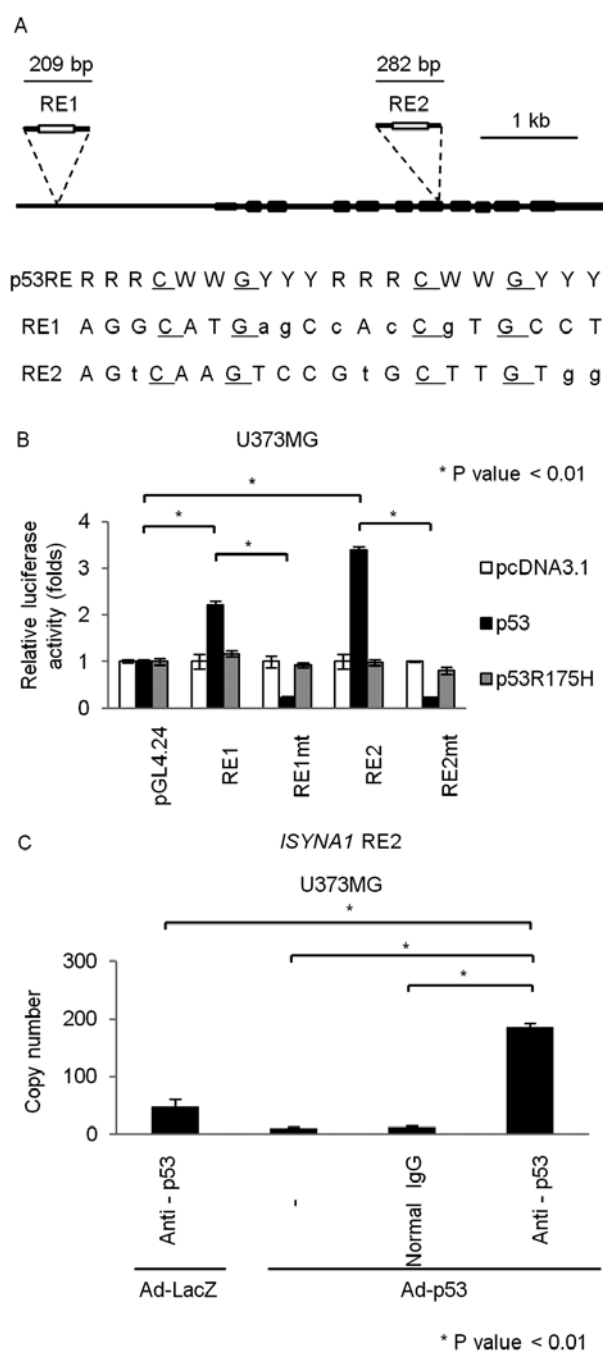 A
209 bp
282 bp
RE1
RE2
1 kb
p53RE R R R C W W G Y Y Y R R R C W W G Y Y Y
RE1 A G G C A T G a g C c A c C g T G C C T
RE2 A G t C A A G T C C G t G C T T G T g g
B
U373MG
* P value < 0.01
*
*
*
*
Relative luciferase activity (folds)
4
3
2
1
0
pcDNA3.1
p53
p53R175H
pGL4.24
RE1
RE1mt
RE2
RE2mt
C
ISYNA1 RE2
U373MG
*
*
*
Copy number
300
200
100
0
Anti - p53
-
Normal IgG
Anti - p53
Ad-LacZ
Ad-p53
* P value < 0.01